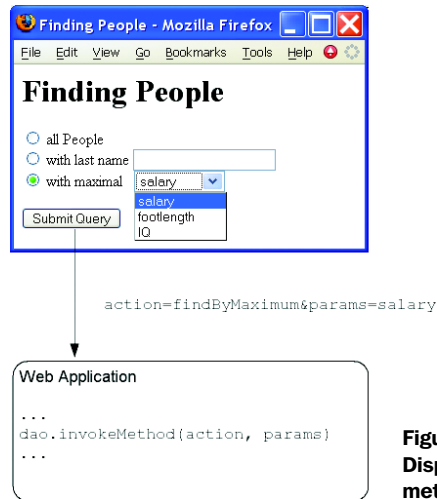 Finding People - Mozilla Firefox
File Edit View Go Bookmarks Tools Help
Finding People
all People
with last name
with maximal salary
salary
footlength
IQ
Submit Query
action=findByMaximum&params=salary
Web Application
...
dao.invokeMethod(action, params)
...